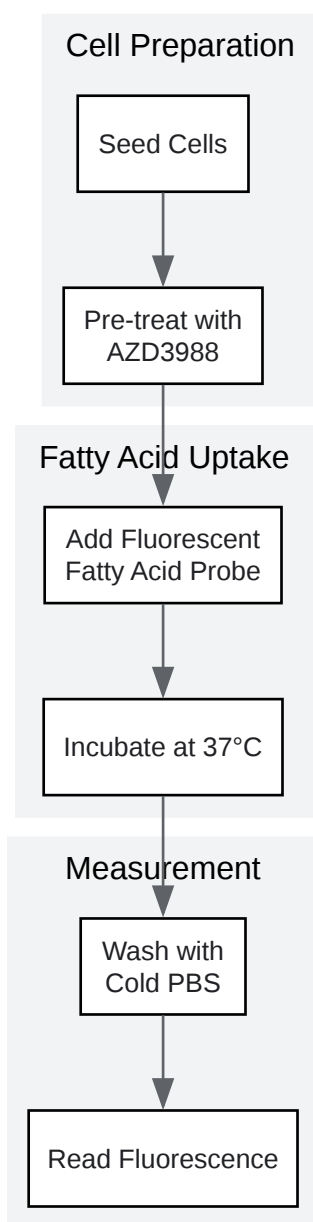 Cell Preparation
Seed Cells
Pre-treat with
AZD3988
Fatty Acid Uptake
Add Fluorescent
Fatty Acid Probe
Incubate at 37°C
Measurement
Wash with
Cold PBS
Read Fluorescence